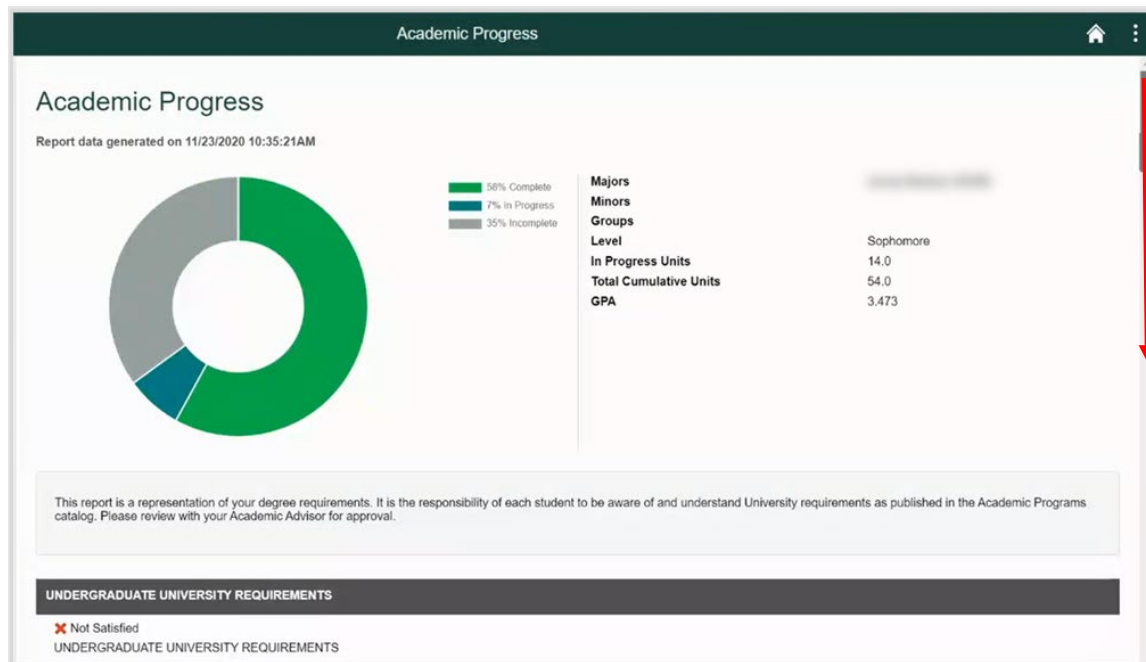 Academic Progress
Academic Progress
Report data generated on 11/23/2020 10:35:21AM
58% Complete
7% In Progress
35% Incomplete
Majors
Minors
Groups
Level Sophomore
In Progress Units 14.0
Total Cumulative Units 54.0
GPA 3.473
This report is a representation of your degree requirements. It is the responsibility of each student to be aware of and understand University requirements as published in the Academic Programs
catalog. Please review with your Academic Advisor for approval.
UNDERGRADUATE UNIVERSITY REQUIREMENTS
Not Satisfied
UNDERGRADUATE UNIVERSITY REQUIREMENTS